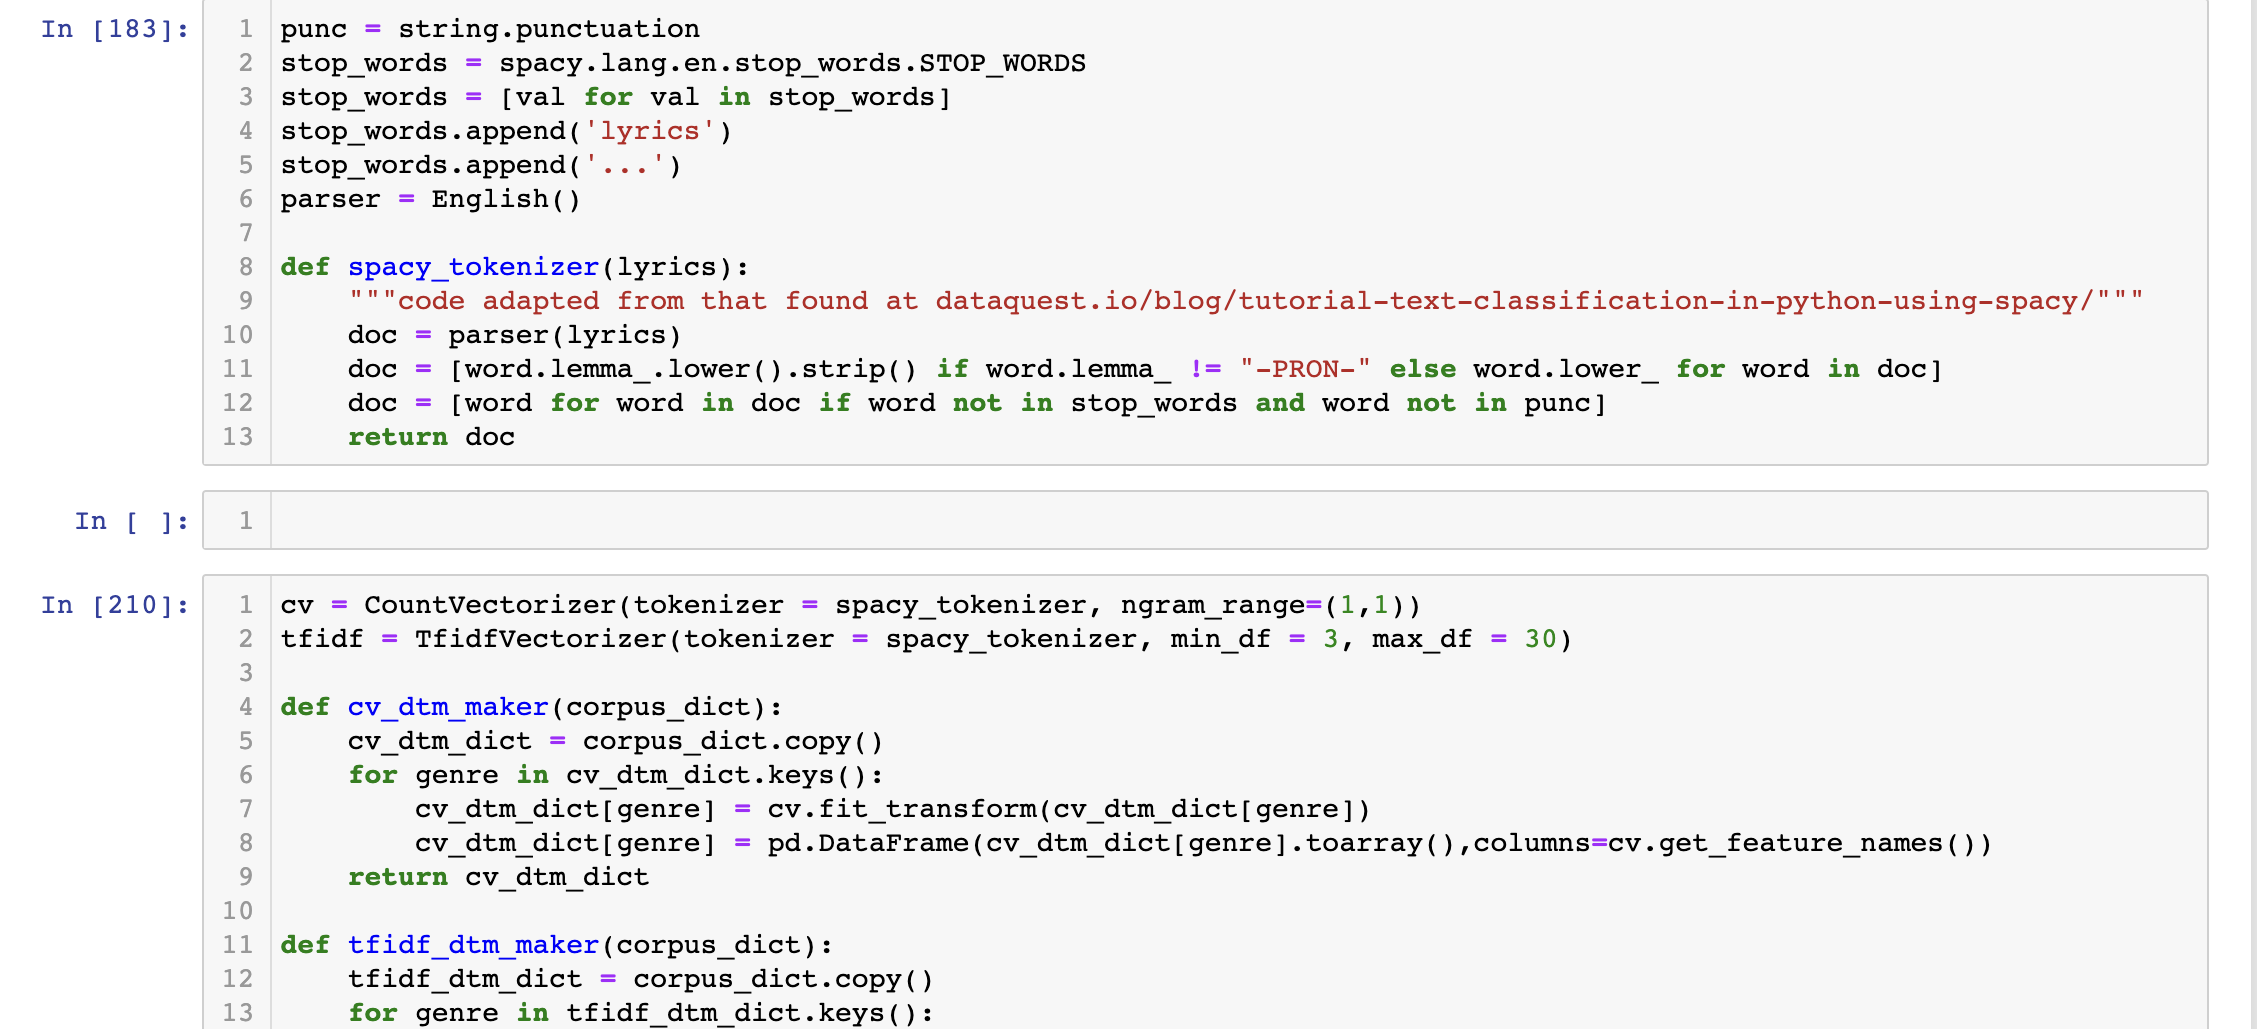 In [183]:
1 punc = string.punctuation
2 stop_words = spacy.lang.en.stop_words.STOP_WORDS
3 stop_words = [val for val in stop_words]
4 stop_words.append('lyrics')
5 stop_words.append('...')
6 parser = English()
7
8 def spacy_tokenizer(lyrics):
9     """code adapted from that found at dataquest.io/blog/tutorial-text-classification-in-python-using-spacy/"""
10     doc = parser(lyrics)
11     doc = [word.lemma_.lower().strip() if word.lemma_ != "-PRON-" else word.lower_ for word in doc]
12     doc = [word for word in doc if word not in stop_words and word not in punc]
13     return doc
In [ ]:
1
In [210]:
1 cv = CountVectorizer(tokenizer = spacy_tokenizer, ngram_range=(1,1))
2 tfidf = TfidfVectorizer(tokenizer = spacy_tokenizer, min_df = 3, max_df = 30)
3
4 def cv_dtm_maker(corpus_dict):
5     cv_dtm_dict = corpus_dict.copy()
6     for genre in cv_dtm_dict.keys():
7         cv_dtm_dict[genre] = cv.fit_transform(cv_dtm_dict[genre])
8         cv_dtm_dict[genre] = pd.DataFrame(cv_dtm_dict[genre].toarray(),columns=cv.get_feature_names())
9     return cv_dtm_dict
10
11 def tfidf_dtm_maker(corpus_dict):
12     tfidf_dtm_dict = corpus_dict.copy()
13     for genre in tfidf_dtm_dict.keys():